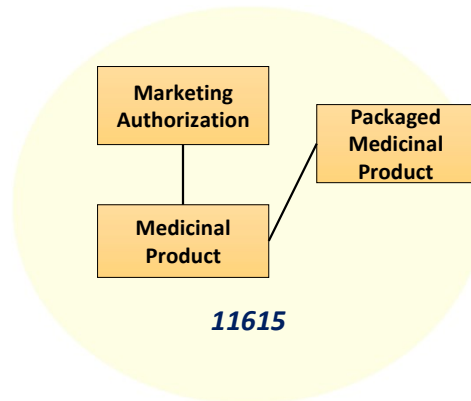 Marketing
Authorization
Packaged
Medicinal
Product
Medicinal
Product
11615